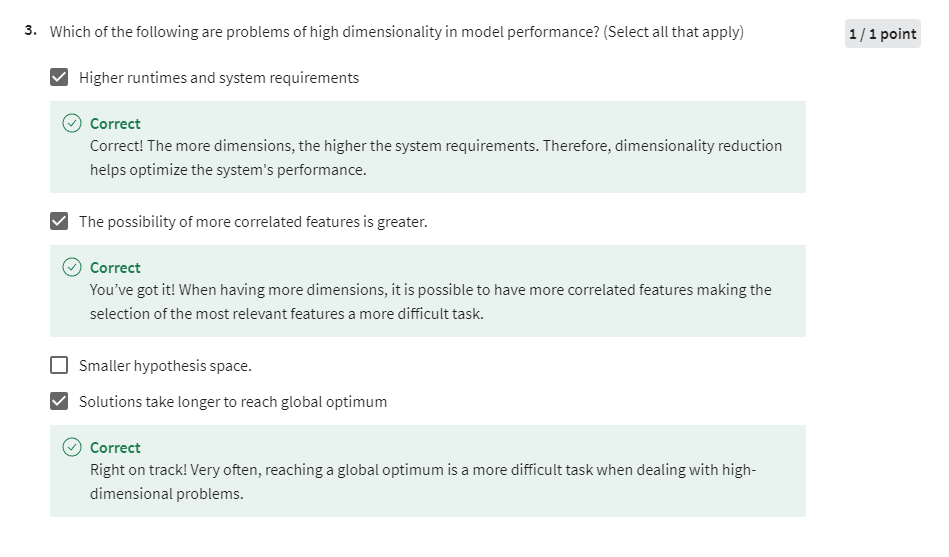 3. Which of the following are problems of high dimensionality in model performance? (Select all that apply)
1 / 1 point
Higher runtimes and system requirements
Correct
Correct! The more dimensions, the higher the system requirements. Therefore, dimensionality reduction
helps optimize the system's performance.
The possibility of more correlated features is greater.
Correct
You’ve got it! When having more dimensions, it is possible to have more correlated features making the
selection of the most relevant features a more difficult task.
Smaller hypothesis space.
Solutions take longer to reach global optimum
Correct
Right on track! Very often, reaching a global optimum is a more difficult task when dealing with high-
dimensional problems.